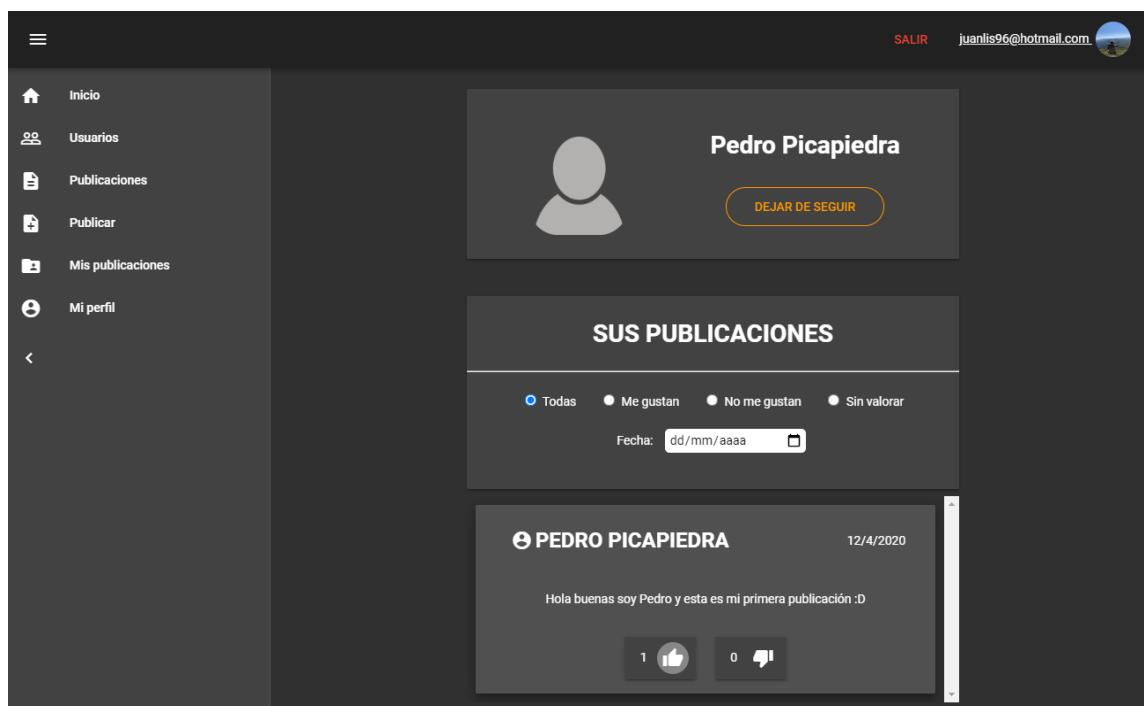 SALIR juanlis96@hotmail.com
Inicio
Usuarios
Publicaciones
Publicar
Mis publicaciones
Mi perfil
Pedro Picapiedra
DEJAR DE SEGUIR
SUS PUBLICACIONES
Todas Me gustan No me gustan Sin valorar
Fecha: dd/mm/aaaa
PEDRO PICAPIEDRA 12/4/2020
Hola buenas soy Pedro y esta es mi primera publicación :D
1 0